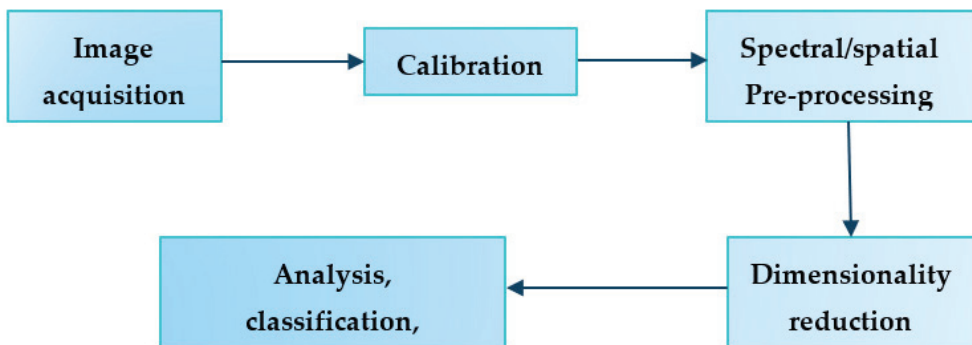 Image
acquisition
Calibration
Spectral/spatial
Pre-processing
Dimensionality
reduction
Analysis,
classification,